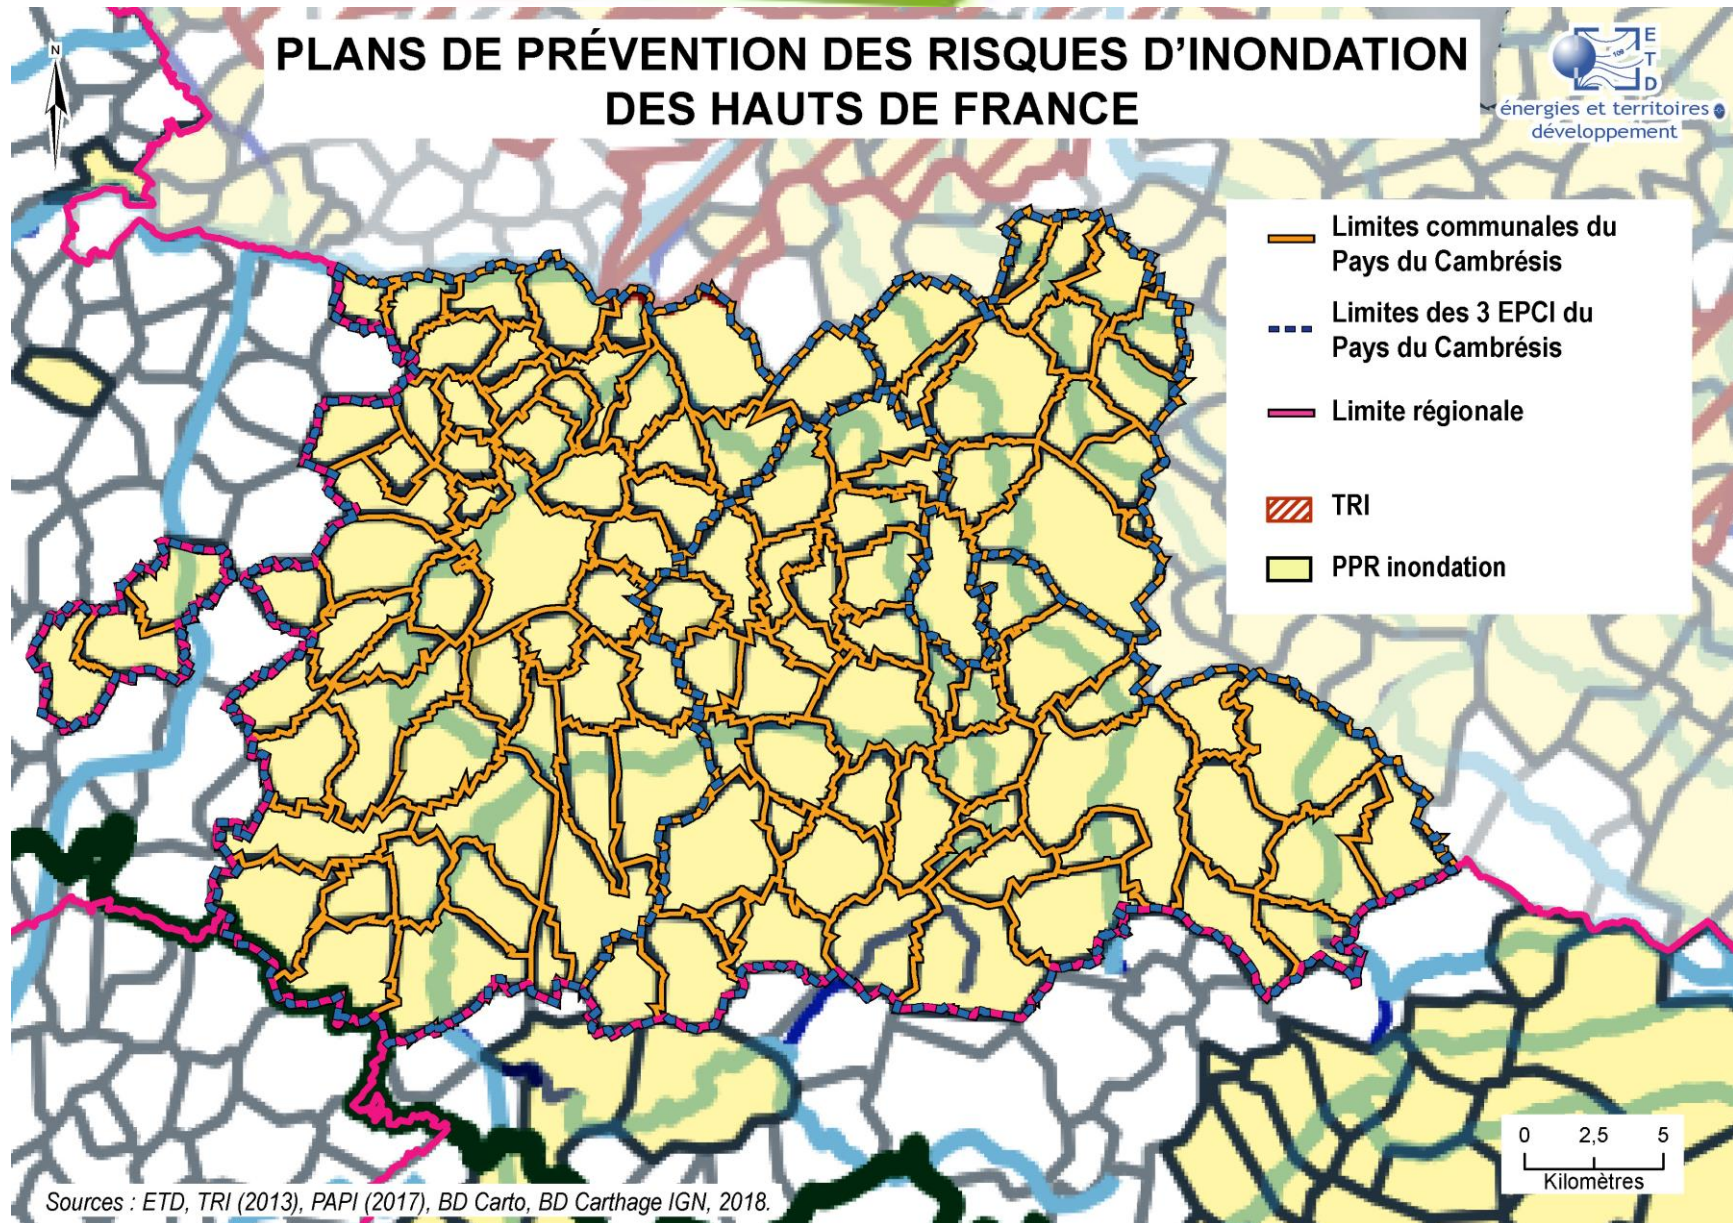 PLANS DE PRÉVENTION DES RISQUES D'INONDATION
DES HAUTS DE FRANCE
N
E
T
D
énergies et territoires
développement
Limites communales du
Pays du Cambrésis
Limites des 3 EPCI du
Pays du Cambrésis
Limite régionale
TRI
PPR inondation
0 2,5 5
Kilomètres
Sources : ETD, TRI (2013), PAPI (2017), BD Carto, BD Carthage IGN, 2018.